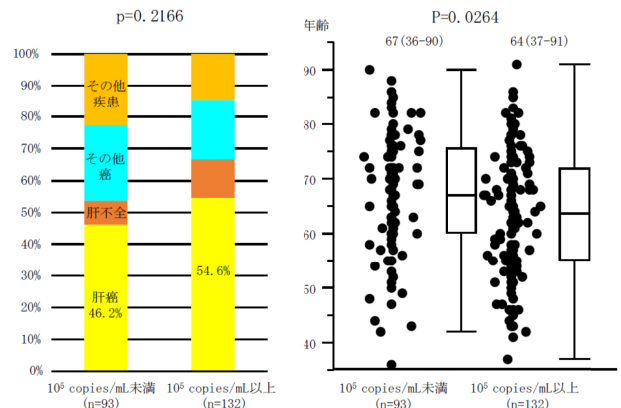 p=0.2166
100%
90%
80%
70%
60%
50%
40%
30%
20%
10%
0%
その他
疾患
その他
癌
肝不全
肝癌
46.2%
54.6%
10⁵ copies/mL未満
(n=93)
10⁵ copies/mL以上
(n=132)
P=0.0264
年齢
67(36-90)
64(37-91)
90
80
70
60
50
40
10⁵ copies/mL未満
(n=93)
10⁵ copies/mL以上
(n=132)